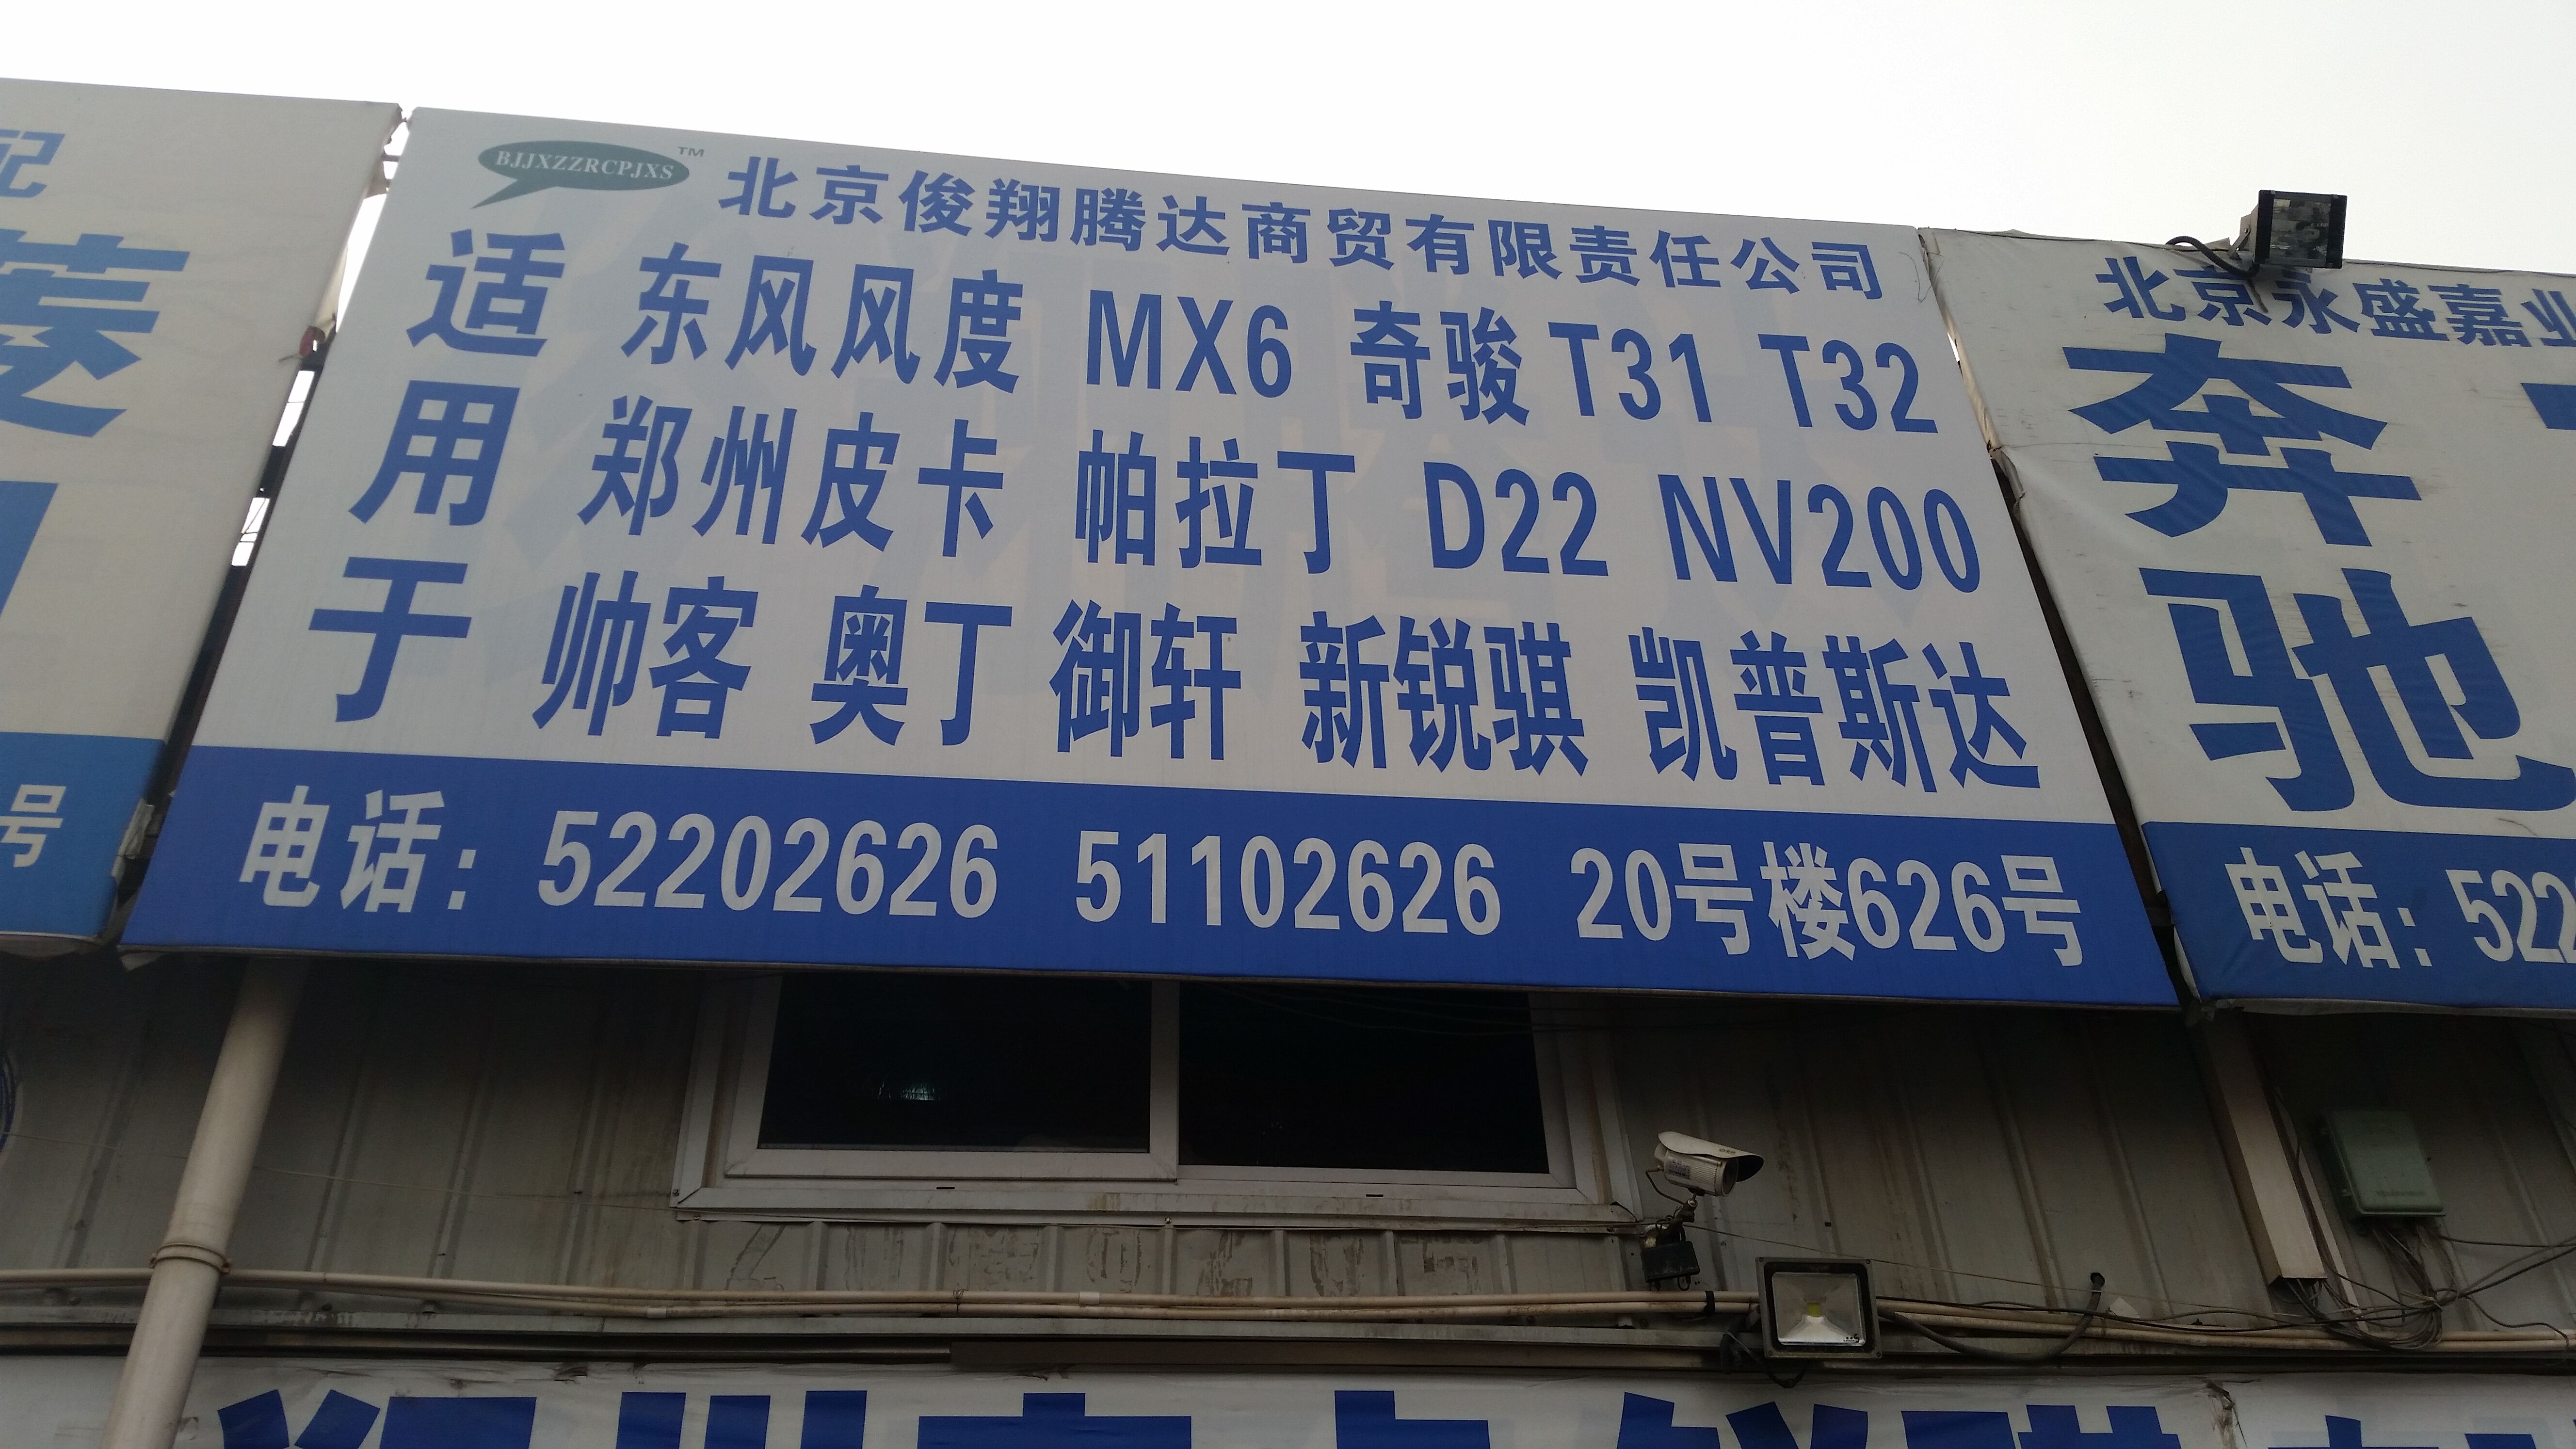 BJJXZZRCPJXS TM
北京俊翔腾达商贸有限责任公司
适用于
东风风度 MX6 奇骏 T31 T32
郑州皮卡 帕拉丁 D22 NV200
帅客 奥丁 御轩 新锐骐 凯普斯达
电话: 52202626 51102626 20号楼626号
配
菱
号
北京永盛嘉业
奔
驰
电话: 522